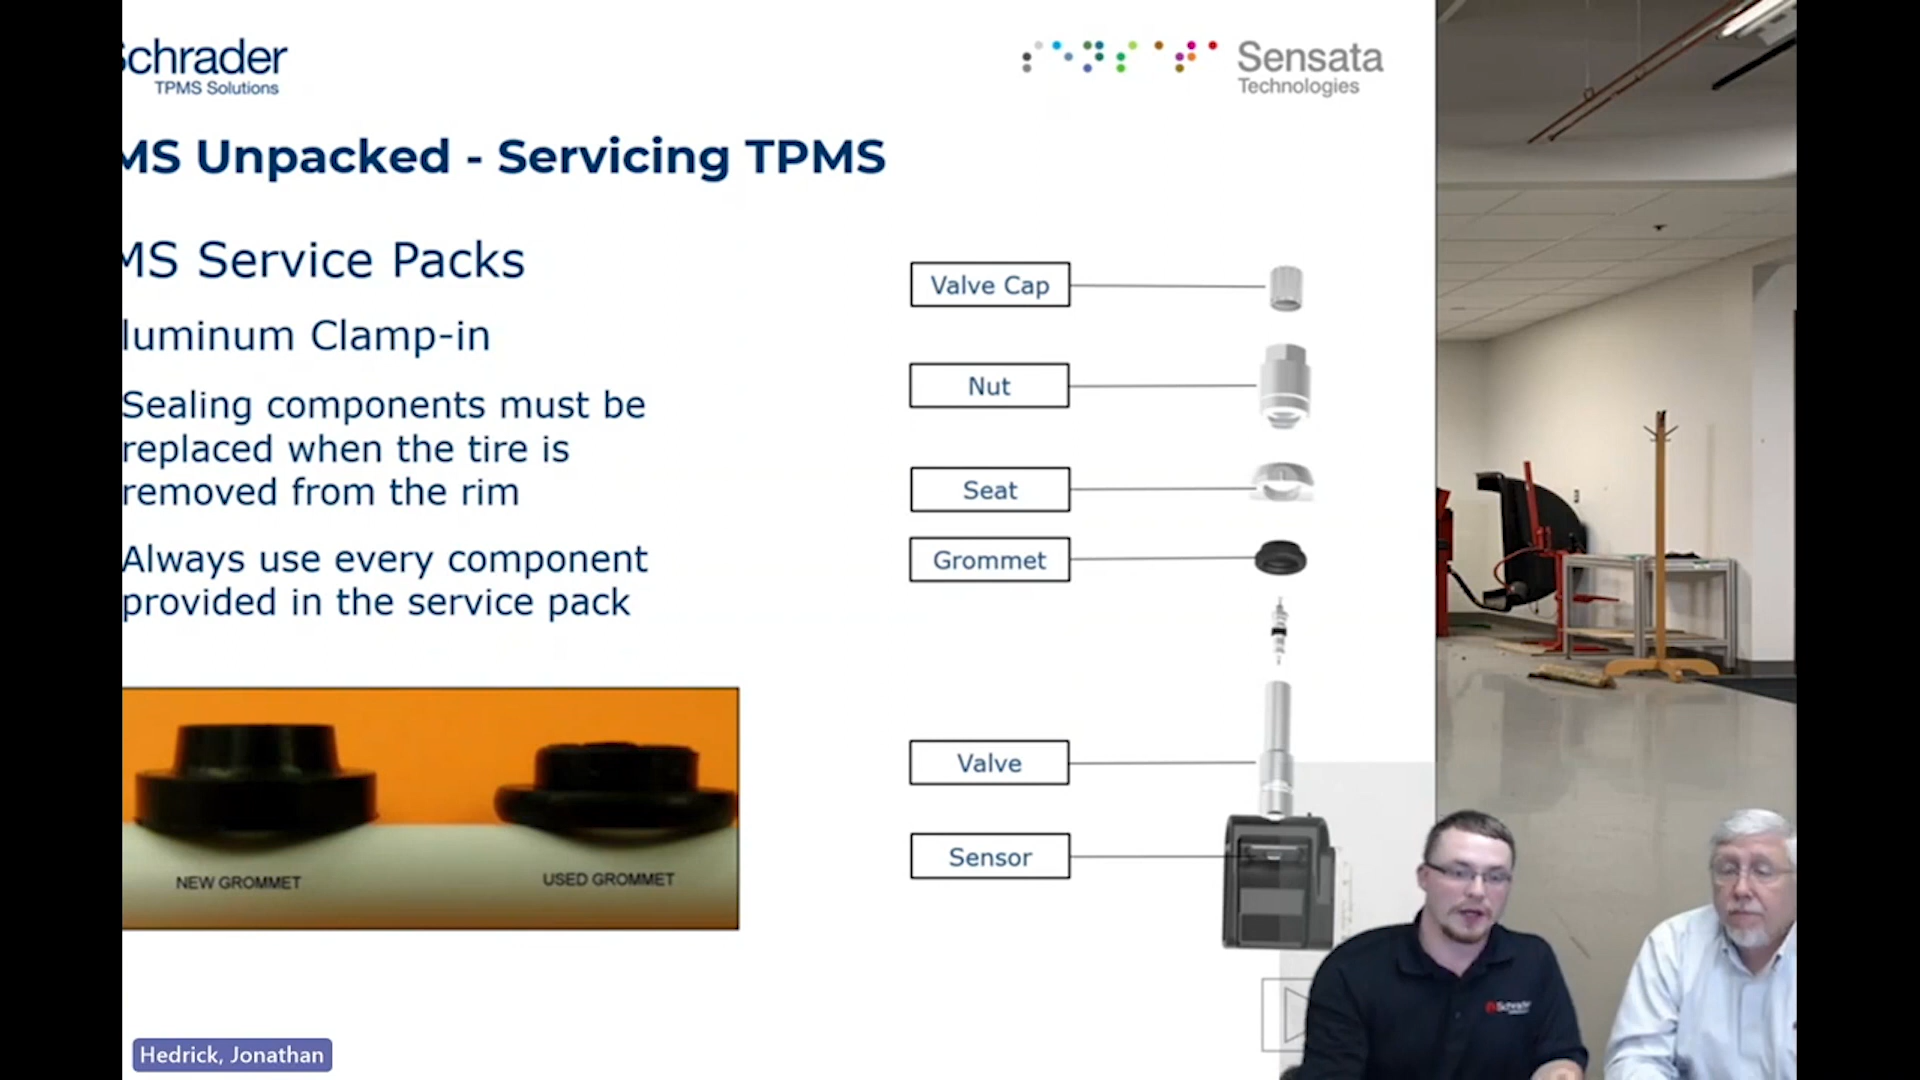 Schrader
TPMS Solutions
Sensata
Technologies
MS Unpacked - Servicing TPMS
MS Service Packs
luminum Clamp-in
Sealing components must be
replaced when the tire is
removed from the rim
Always use every component
provided in the service pack
NEW GROMMET
USED GROMMET
Valve Cap
Nut
Seat
Grommet
Valve
Sensor
Schrader
Hedrick, Jonathan